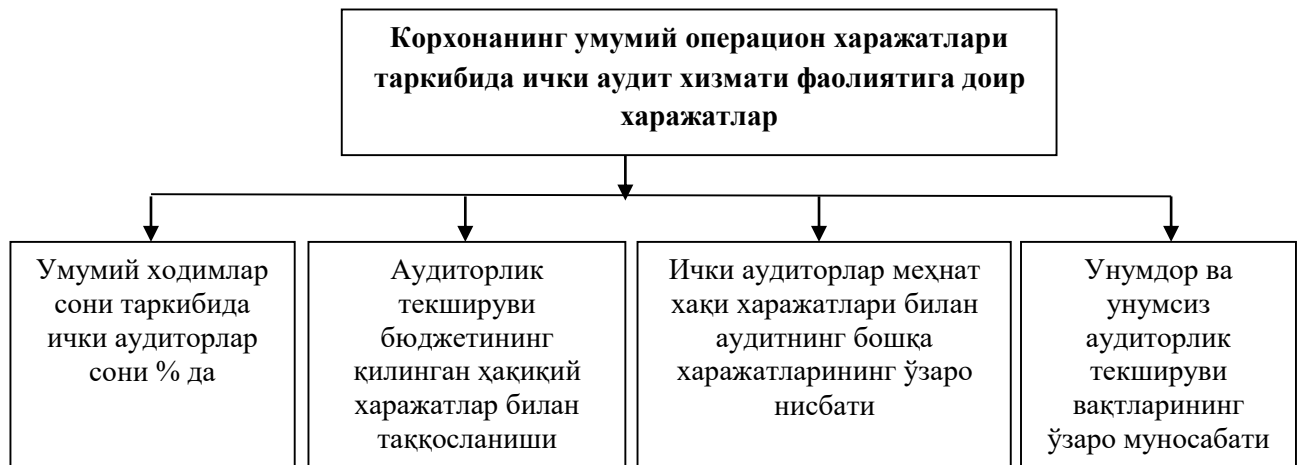 Корхонанинг умумий операцион харажатлари
таркибида ички аудит хизмати фаолиятига доир
харажатлар
Умумий ходимлар
сони таркибида
ички аудиторлар
сони % да
Аудиторлик
текшируви
бюджетининг
қилинган ҳақиқий
харажатлар билан
таққосланиши
Ички аудиторлар меҳнат
хақи харажатлари билан
аудитнинг бошқа
харажатларининг ўзаро
нисбати
Унумдор ва
унумсиз
аудиторлик
текшируви
вақтларининг
ўзаро муносабати